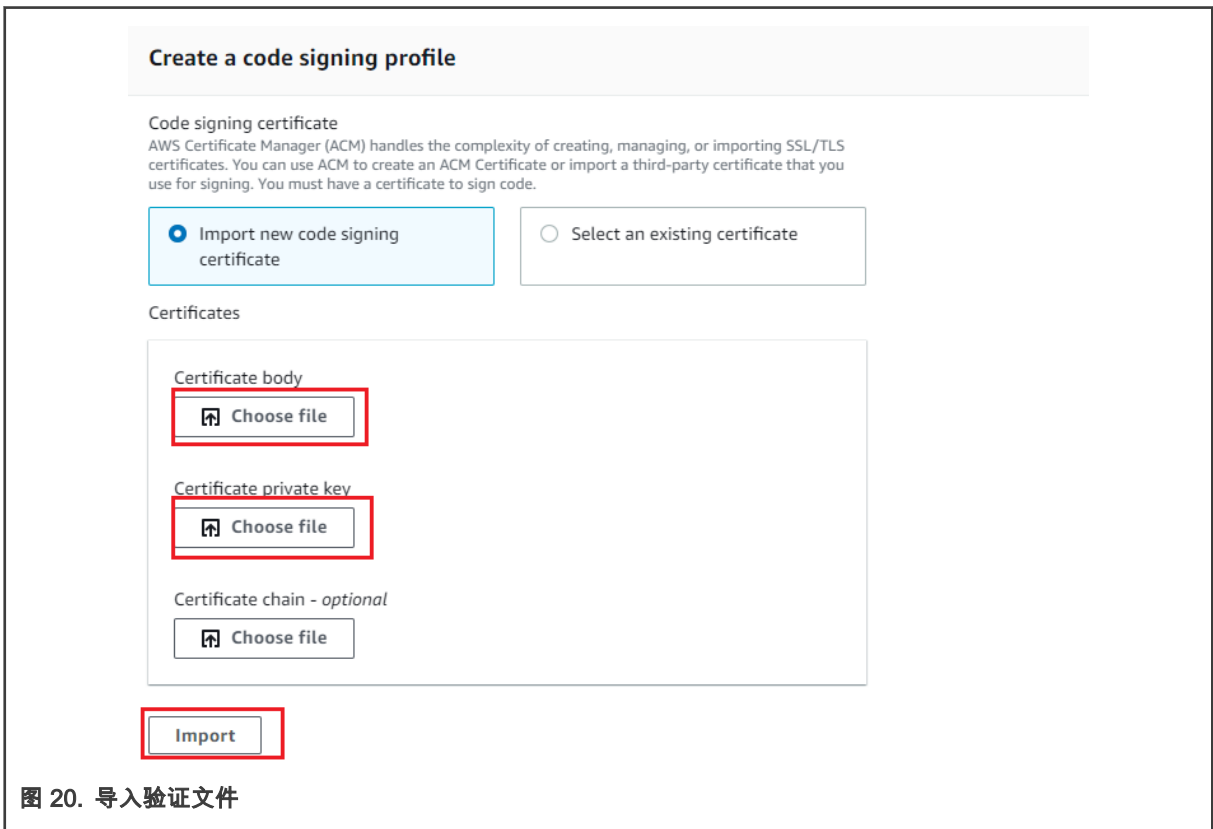 Create a code signing profile
Code signing certificate
AWS Certificate Manager (ACM) handles the complexity of creating, managing, or importing SSL/TLS
certificates. You can use ACM to create an ACM Certificate or import a third-party certificate that you
use for signing. You must have a certificate to sign code.
Import new code signing
certificate
Select an existing certificate
Certificates
Certificate body
Choose file
Certificate private key
Choose file
Certificate chain - optional
Choose file
Import
图 20. 导入验证文件